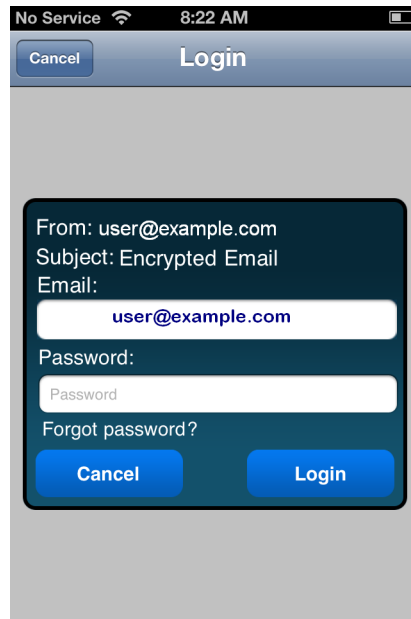 No Service 8:22 AM
Cancel Login
From: user@example.com
Subject: Encrypted Email
Email:
user@example.com
Password:
Password
Forgot password?
Cancel Login